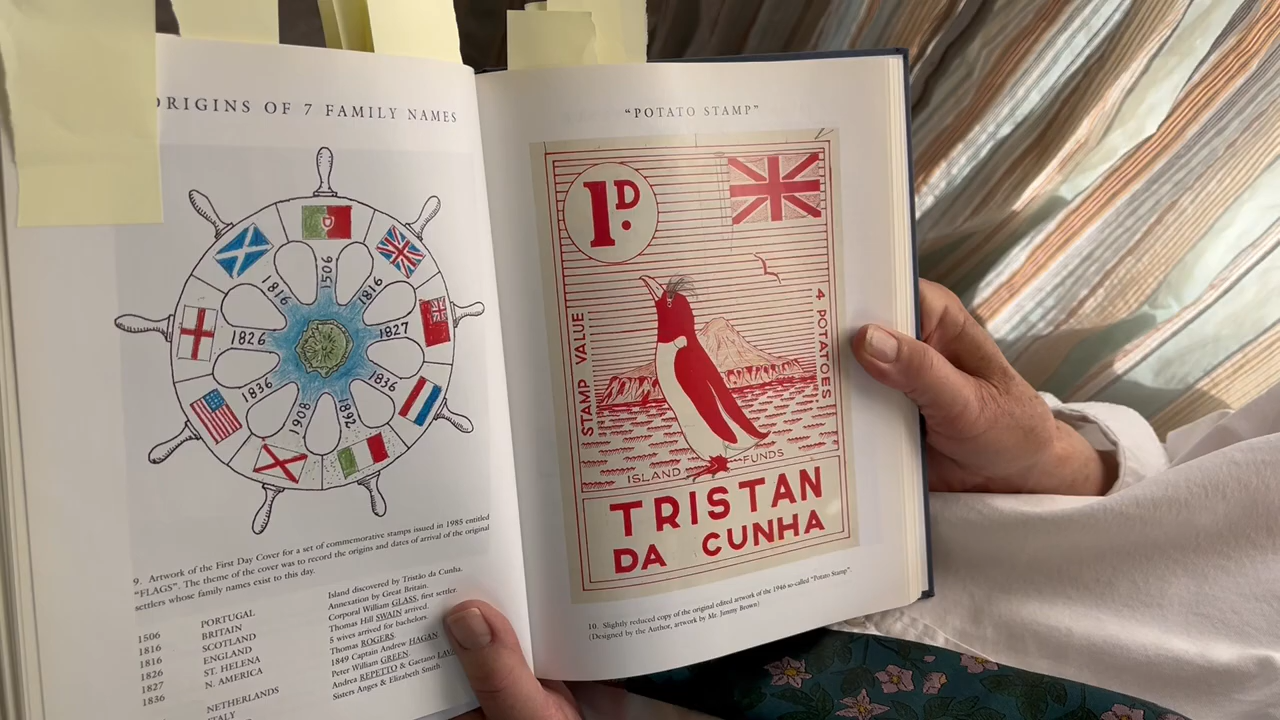 ORIGINS OF 7 FAMILY NAMES
1506
1816
1816
1826
1827
1836
1836
1908
1892
9. Artwork of the First Day Cover for a set of commemorative stamps issued in 1985 entitled
"FLAGS". The theme of the cover was to record the origins and dates of arrival of the original
settlers whose family names exist to this day.
1506 PORTUGAL Island discovered by Tristão da Cunha.
1816 BRITAIN Annexation by Great Britain.
1816 SCOTLAND Corporal William GLASS, first settler.
1826 ENGLAND Thomas Hill SWAIN arrived.
1827 ST. HELENA 5 wives arrived for bachelors.
1836 N. AMERICA Thomas ROGERS.
1849 Captain Andrew HAGAN
NETHERLANDS Peter William GREEN.
ITALY Andrea REPETTO & Gaetano
Sisters Anges & Elizabeth Smith.
"POTATO STAMP"
1D.
STAMP VALUE
4 POTATOES
ISLAND FUNDS
TRISTAN
DA CUNHA
10. Slightly reduced copy of the original edited artwork of the 1946 so-called "Potato Stamp"
(Designed by the Author, artwork by Mr. Jimmy Brown)